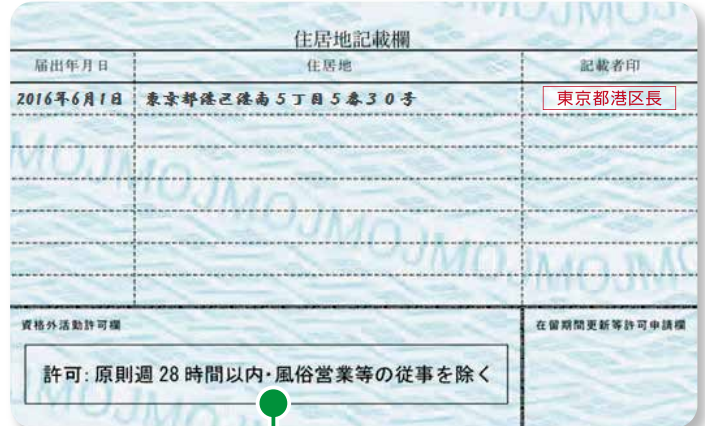 住居地記載欄
届出年月日 住居地 記載者印
2016年6月1日 東京都港区港南5丁目5番30号 東京都港区長
MOJMOJMOJMOJMOJMOJMO
資格外活動許可欄 在留期間更新等許可申請欄
許可:原則週28時間以内・風俗営業等の従事を除く